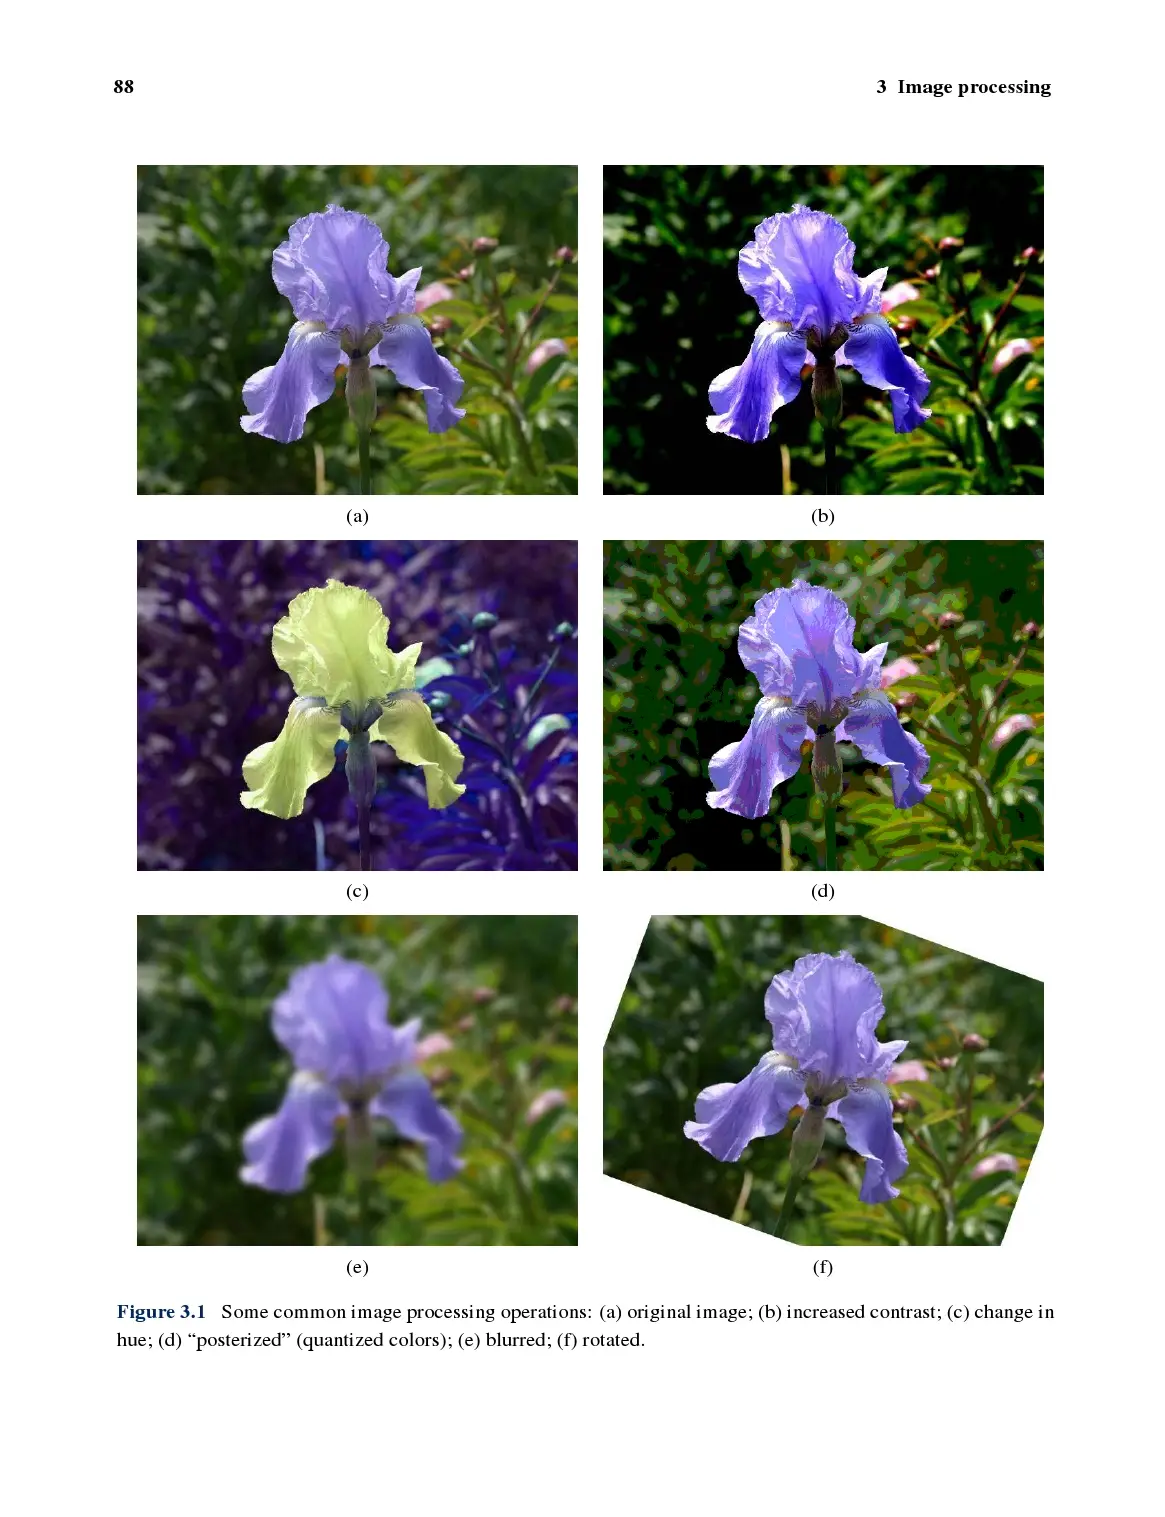 88
3 Image processing
(a)
(b)
(c)
(d)
(e)
(f)
Figure 3.1 Some common image processing operations: (a) original image; (b) increased contrast; (c) change in
hue; (d) “posterized” (quantized colors); (e) blurred; (f) rotated.